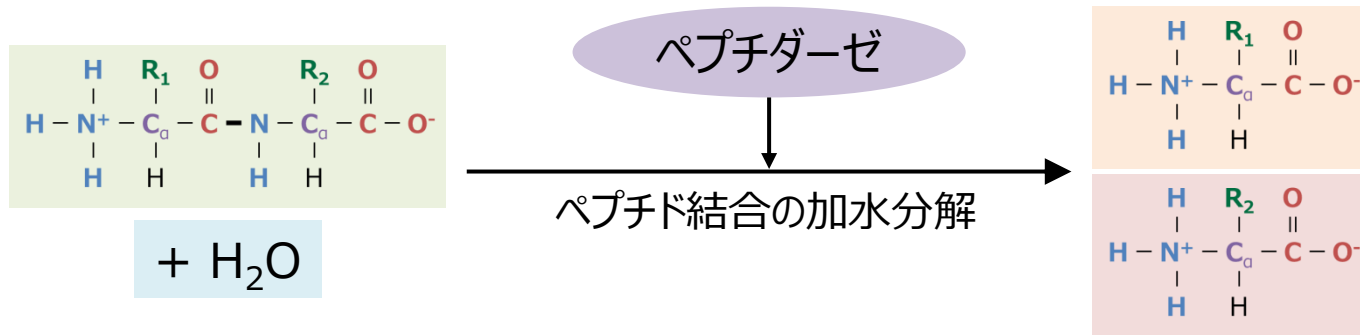 H R₁ O R₂ O
H – N⁺ – Cα – C – N – Cα – C – O⁻
H H H H
+ H₂O
ペプチダーゼ
ペプチド結合の加水分解
H R₁ O
H – N⁺ – Cα – C – O⁻
H H
H R₂ O
H – N⁺ – Cα – C – O⁻
H H